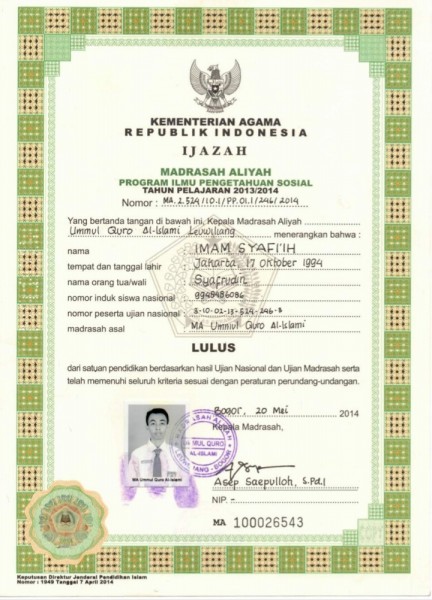 KEMENTERIAN AGAMA
REPUBLIK INDONESIA
IJAZAH
MADRASAH ALIYAH
PROGRAM ILMU PENGETAHUAN SOSIAL
TAHUN PELAJARAN 2013/2014
Nomor : MA.2.524/10.1/PP.01.1/246/2014
Yang bertanda tangan di bawah ini, Kepala Madrasah Aliyah
Ummul Quro Al-Islami Leuwiliang menerangkan bahwa :
nama IMAM SYAFI'IH
tempat dan tanggal lahir Jakarta, 17 Oktober 1994
nama orang tua/wali Syafrudin
nomor induk siswa nasional 9949486096
nomor peserta ujian nasional 3-10-02-13-524-246-3
madrasah asal MA Ummul Quro Al-Islami
LULUS
dari satuan pendidikan berdasarkan hasil Ujian Nasional dan Ujian Madrasah serta
telah memenuhi seluruh kriteria sesuai dengan peraturan perundang-undangan.
Bogor, 20 Mei 2014
Kepala Madrasah,
AL-ISLAMI
MA Ummul Quro Al-Islami
Asep Saepulloh, S.Pd.I
NIP. -
MA 100026543
Keputusan Direktur Jenderal Pendidikan Islam
Nomor : 1949 Tanggal 7 April 2014